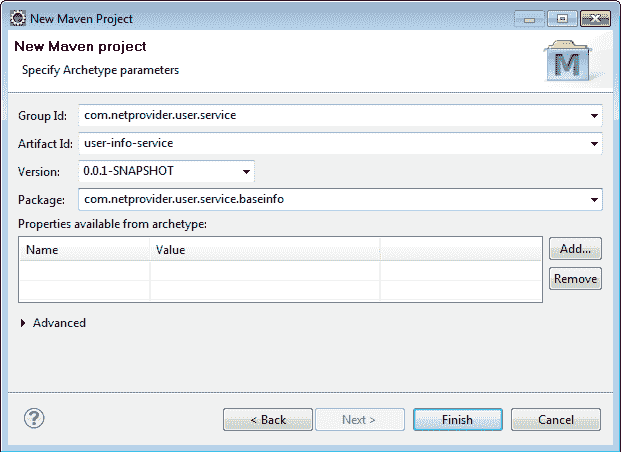 New Maven Project
New Maven project
Specify Archetype parameters
M
Group Id: com.netprovider.user.service
Artifact Id: user-info-service
Version: 0.0.1-SNAPSHOT
Package: com.netprovider.user.service.baseinfo
Properties available from archetype:
Name Value
Add...
Remove
Advanced
? < Back Next > Finish Cancel